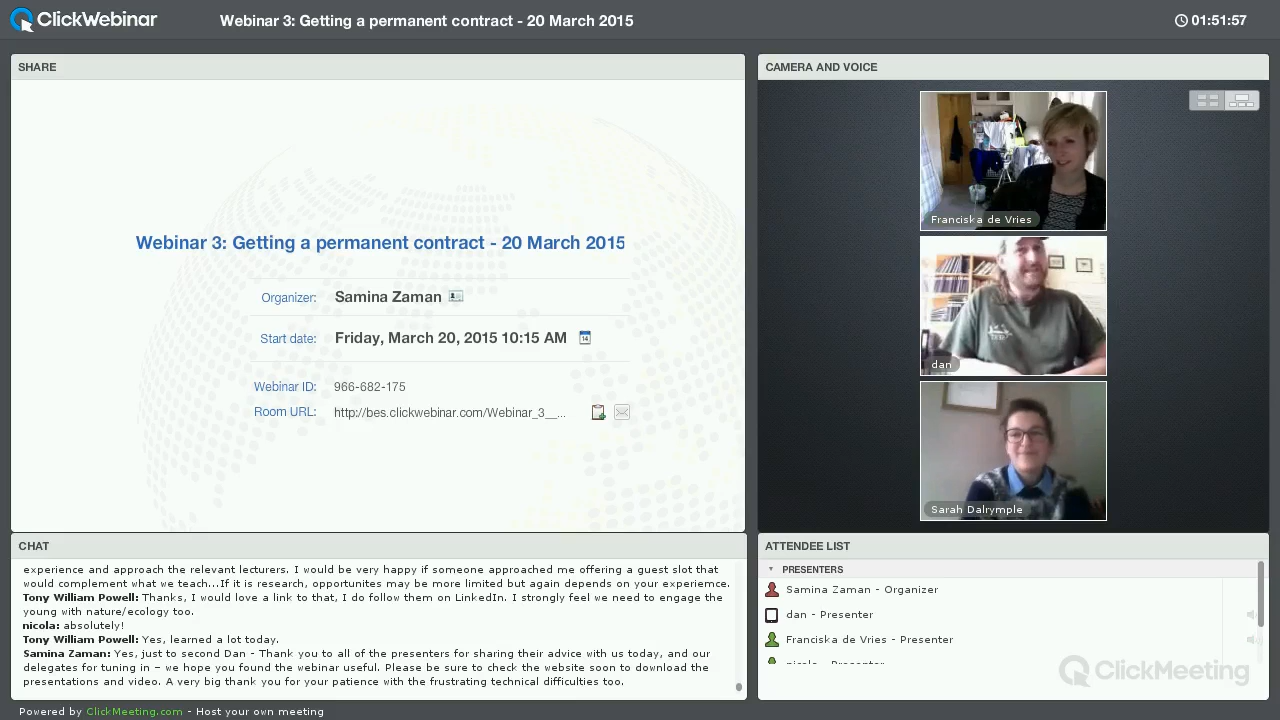 ClickWebinar
Webinar 3: Getting a permanent contract - 20 March 2015
01:51:57
SHARE
Webinar 3: Getting a permanent contract - 20 March 2015
Organizer: Samina Zaman
Start date: Friday, March 20, 2015 10:15 AM
14
Webinar ID: 966-682-175
Room URL: http://bes.clickwebinar.com/Webinar_3__...
CAMERA AND VOICE
Franciska de Vries
dan
Sarah Dalrymple
CHAT
experience and approach the relevant lecturers. I would be very happy if someone approached me offering a guest slot that
would complement what we teach...If it is research, opportunites may be more limited but again depends on your experiemce.
Tony William Powell: Thanks, I would love a link to that, I do follow them on LinkedIn. I strongly feel we need to engage the
young with nature/ecology too.
nicola: absolutely!
Tony William Powell: Yes, learned a lot today.
Samina Zaman: Yes, just to second Dan - Thank you to all of the presenters for sharing their advice with us today, and our
delegates for tuning in – we hope you found the webinar useful. Please be sure to check the website soon to download the
presentations and video. A very big thank you for your patience with the frustrating technical difficulties too.
ATTENDEE LIST
PRESENTERS
Samina Zaman - Organizer
dan - Presenter
Franciska de Vries - Presenter
nicola - Presenter
ClickMeeting
Powered by ClickMeeting.com - Host your own meeting